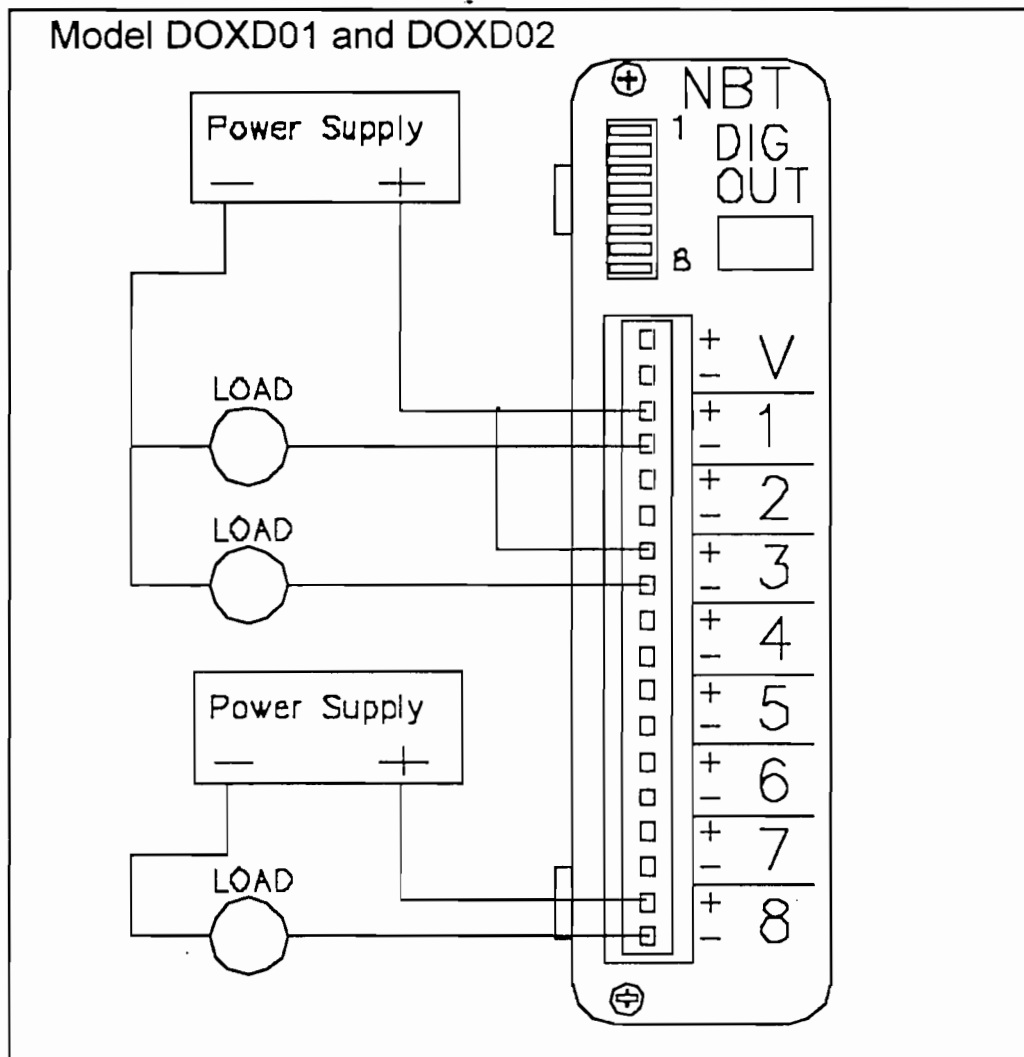 Model DOXD01 and DOXD02
Power Supply
— +
LOAD
LOAD
Power Supply
— +
LOAD
NBT
DIG
OUT
1
8
+ V
−
+ 1
−
+ 2
−
+ 3
−
+ 4
−
+ 5
−
+ 6
−
+ 7
−
+ 8
−